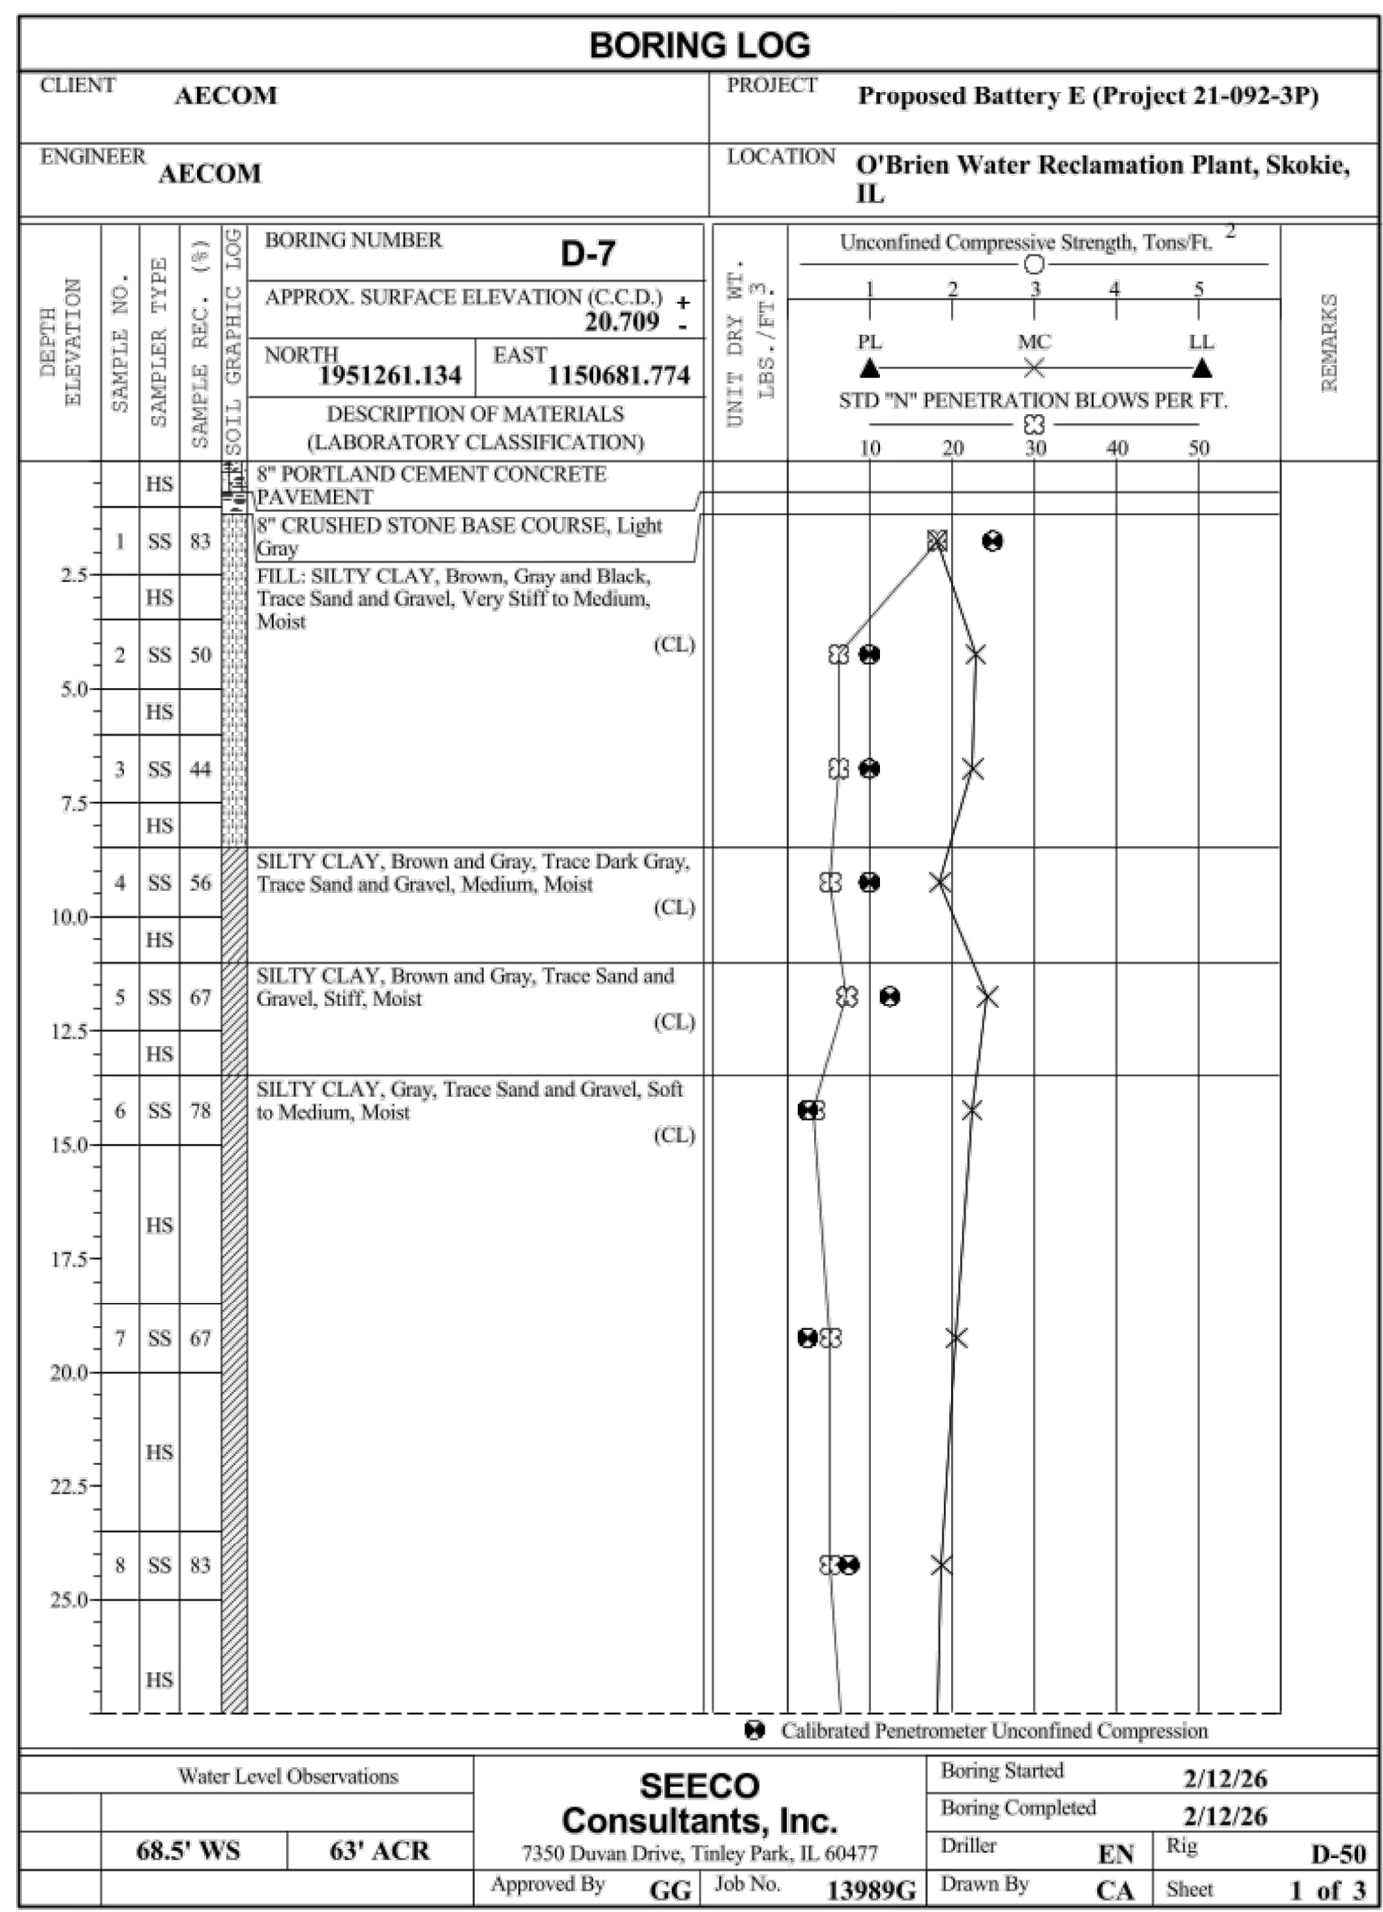 BORING LOG
CLIENT
AECOM
PROJECT
Proposed Battery E (Project 21-092-3P)
ENGINEER
AECOM
LOCATION
O'Brien Water Reclamation Plant, Skokie,
IL
DEPTH
ELEVATION
SAMPLE NO.
SAMPLER TYPE
SAMPLE REC. (%)
SOIL GRAPHIC LOG
BORING NUMBER
D-7
APPROX. SURFACE ELEVATION (C.C.D.) +
20.709 -
NORTH
1951261.134
EAST
1150681.774
DESCRIPTION OF MATERIALS
(LABORATORY CLASSIFICATION)
UNIT DRY WT.
LBS./FT.3
Unconfined Compressive Strength, Tons/Ft. 2
1 2 3 4 5
PL MC LL
STD "N" PENETRATION BLOWS PER FT.
10 20 30 40 50
REMARKS
HS
8" PORTLAND CEMENT CONCRETE
PAVEMENT
1 SS 83
8" CRUSHED STONE BASE COURSE, Light
Gray
2.5
HS
FILL: SILTY CLAY, Brown, Gray and Black,
Trace Sand and Gravel, Very Stiff to Medium,
Moist
(CL)
2 SS 50
5.0
HS
3 SS 44
7.5
HS
SILTY CLAY, Brown and Gray, Trace Dark Gray,
4 SS 56
Trace Sand and Gravel, Medium, Moist
(CL)
10.0
HS
SILTY CLAY, Brown and Gray, Trace Sand and
5 SS 67
Gravel, Stiff, Moist
(CL)
12.5
HS
SILTY CLAY, Gray, Trace Sand and Gravel, Soft
6 SS 78
to Medium, Moist
(CL)
15.0
HS
17.5
7 SS 67
20.0
HS
22.5
8 SS 83
25.0
HS
Calibrated Penetrometer Unconfined Compression
Water Level Observations
68.5' WS
63' ACR
SEECO
Consultants, Inc.
7350 Duvan Drive, Tinley Park, IL 60477
Approved By GG
Job No. 13989G
Boring Started 2/12/26
Boring Completed 2/12/26
Driller EN
Rig D-50
Drawn By CA
Sheet 1 of 3